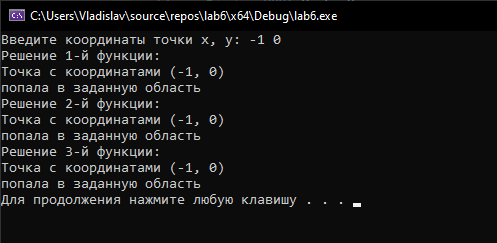 C:\Users\Vladislav\source\repos\lab6\x64\Debug\lab6.exe
Введите координаты точки x, y: -1 0
Решение 1-й функции:
Точка с координатами (-1, 0)
попала в заданную область
Решение 2-й функции:
Точка с координатами (-1, 0)
попала в заданную область
Решение 3-й функции:
Точка с координатами (-1, 0)
попала в заданную область
Для продолжения нажмите любую клавишу . . .